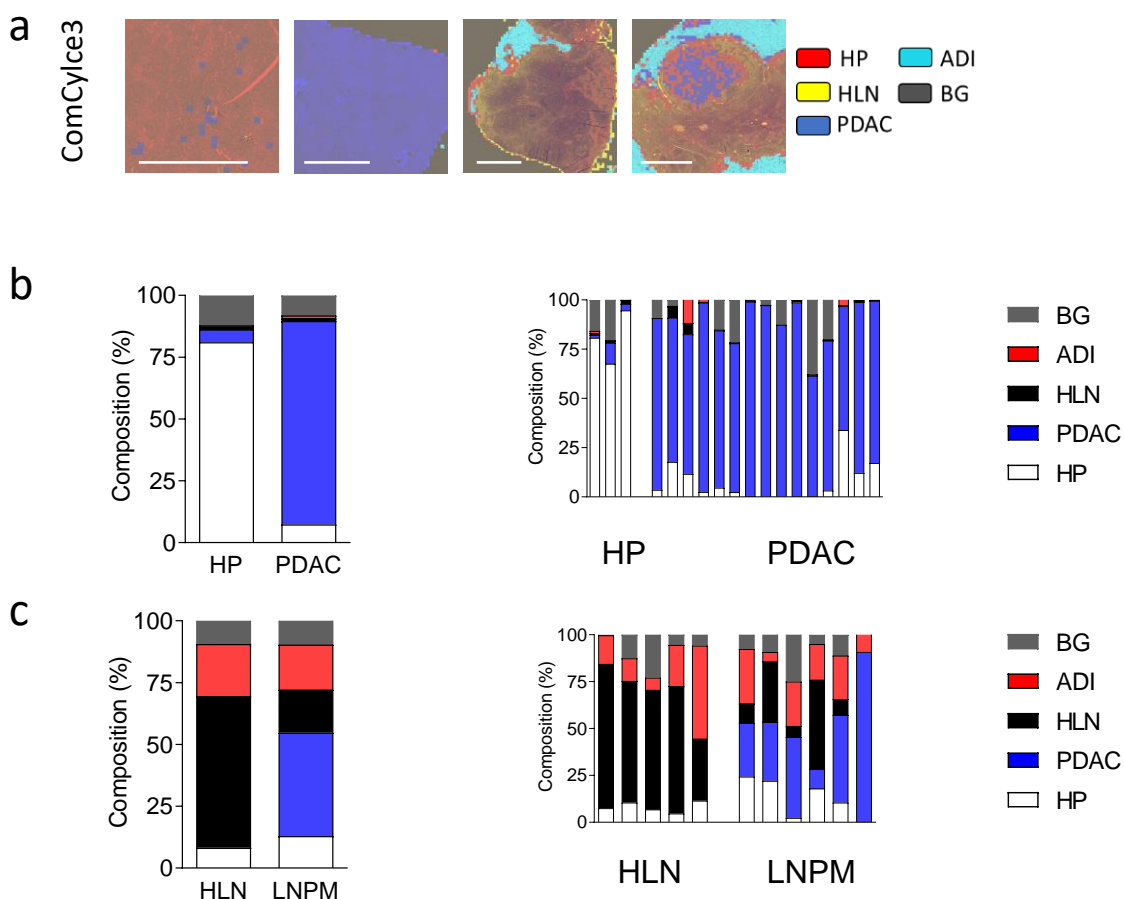 a
ComCylce3
HP
ADI
HLN
BG
PDAC
b
Composition (%)
100
75
50
25
0
HP
PDAC
Composition (%)
100
75
50
25
0
HP
PDAC
BG
ADI
HLN
PDAC
HP
c
Composition (%)
100
75
50
25
0
HLN
LNPM
Composition (%)
100
75
50
25
0
HLN
LNPM
BG
ADI
HLN
PDAC
HP